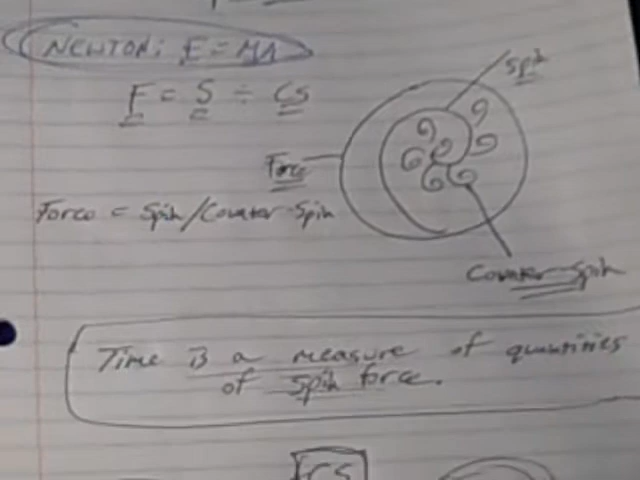 NEWTON: F = MA
F = S ÷ CS
Spin
Force
Force = Spin/Counter-Spin
Counter-Spin
Time is a measure of quantities
of spin force.
FCS